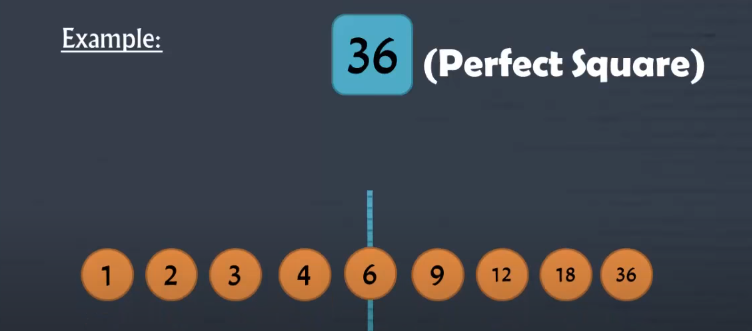 Example:
36 (Perfect Square)
1 2 3 4 6 9 12 18 36